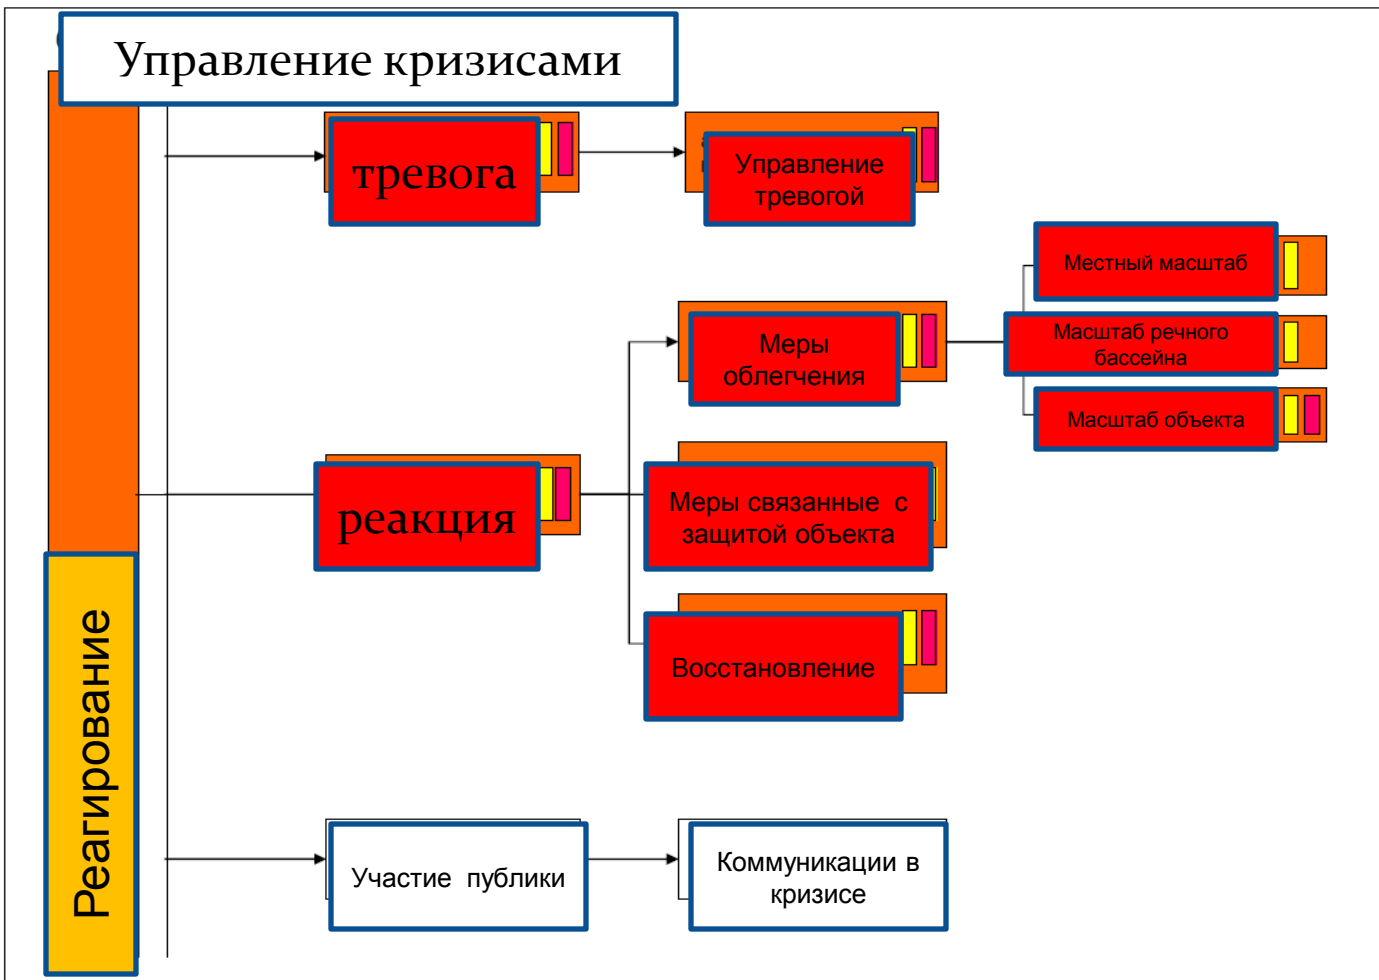 Управление кризисами
тревога
Управление
тревогой
Местный масштаб
Масштаб речного
бассейна
Масштаб объекта
Меры
облегчения
реакция
Меры связанные с
защитой объекта
Восстановление
Реагирование
Участие публики
Коммуникации в
кризисе